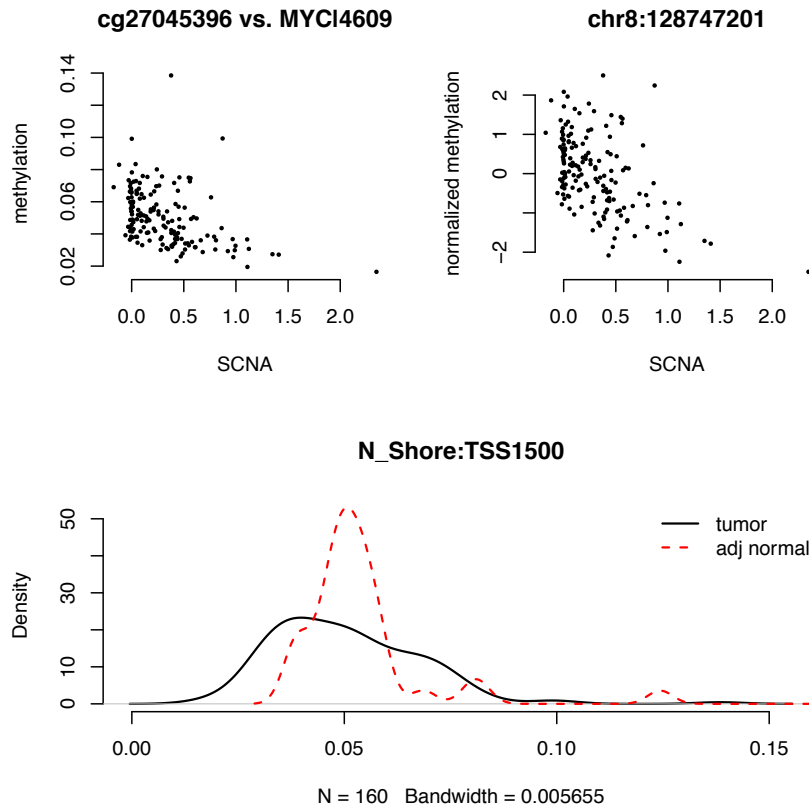 cg27045396 vs. MYC|4609
methylation
0.02
0.06
0.10
0.14
0.0 0.5 1.0 1.5 2.0
SCNA
chr8:128747201
normalized methylation
−2
0
1
2
0.0 0.5 1.0 1.5 2.0
SCNA
N_Shore:TSS1500
Density
0
10
30
50
tumor
adj normal
0.00 0.05 0.10 0.15
N = 160 Bandwidth = 0.005655